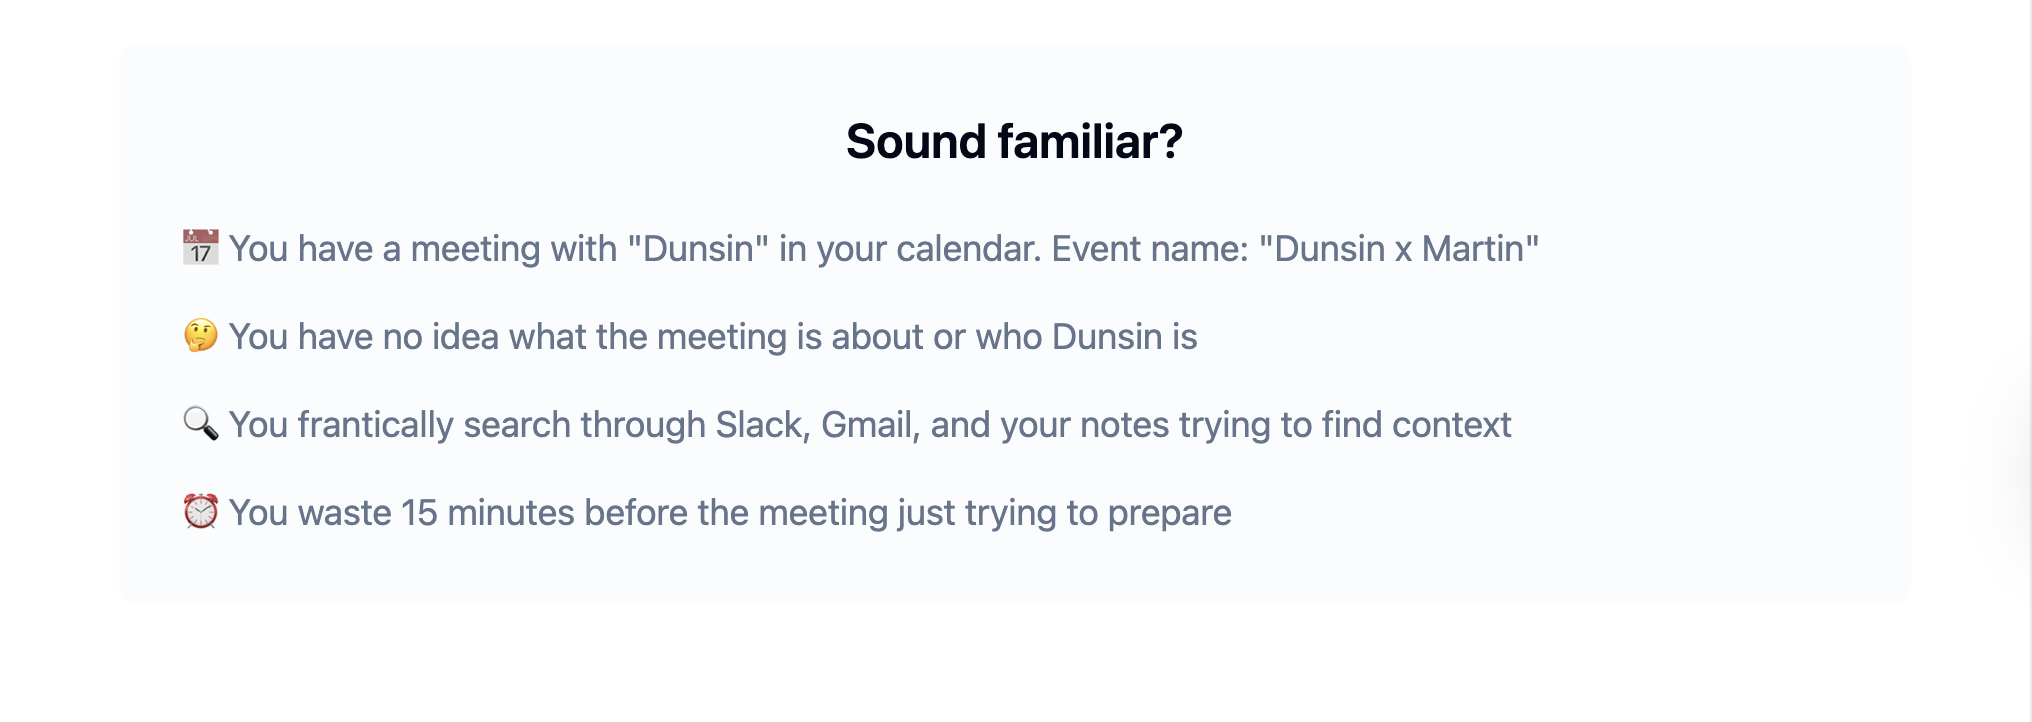 Sound familiar?
📅 You have a meeting with "Dunsin" in your calendar. Event name: "Dunsin x Martin"
🤔 You have no idea what the meeting is about or who Dunsin is
🔍 You frantically search through Slack, Gmail, and your notes trying to find context
⏰ You waste 15 minutes before the meeting just trying to prepare